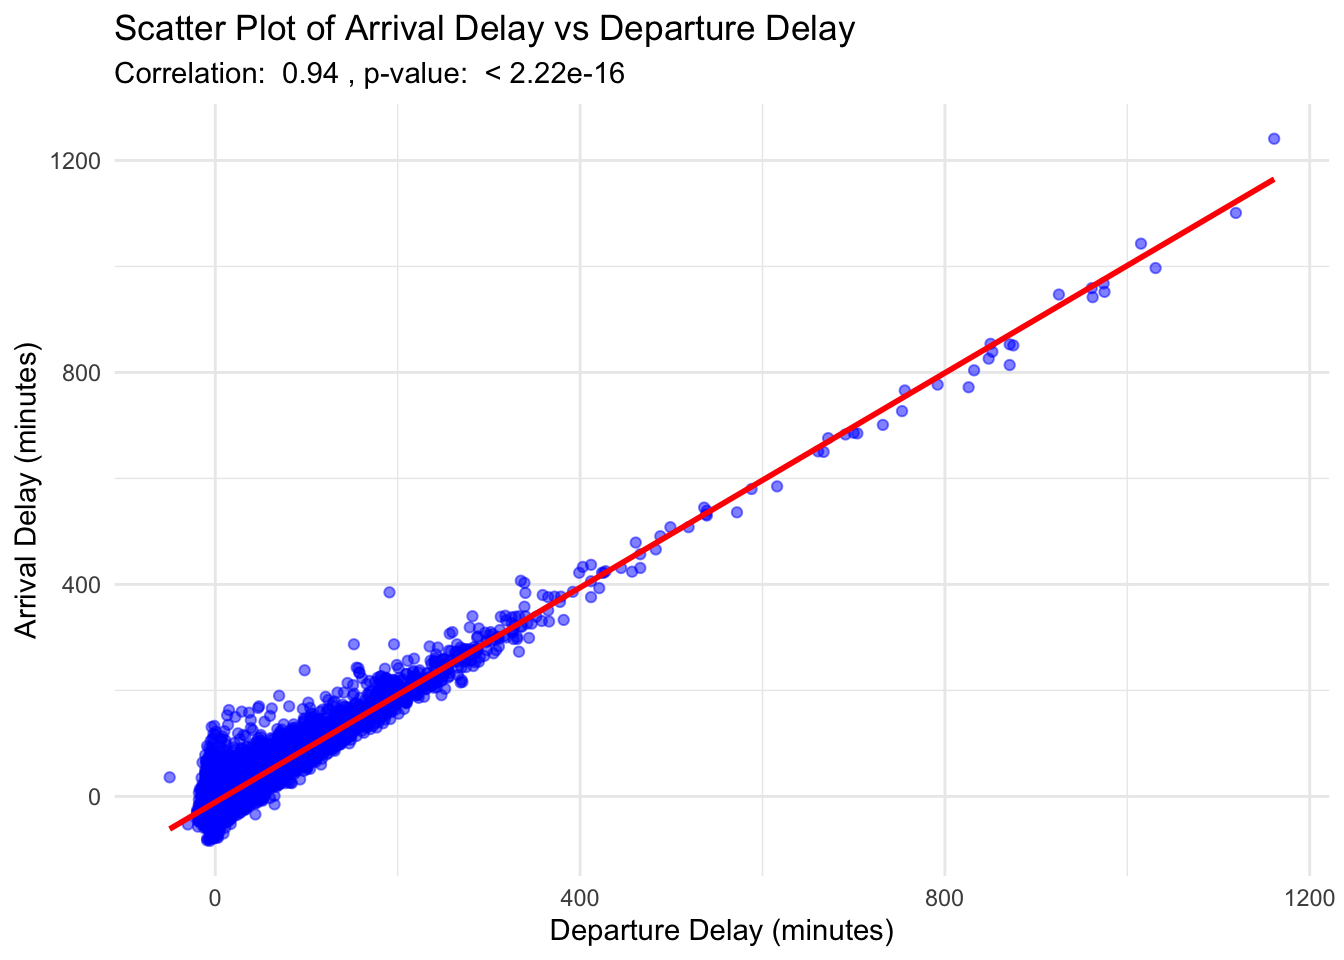 Scatter Plot of Arrival Delay vs Departure Delay
Correlation:  0.94 , p-value:  < 2.22e-16
1200
800
400
0
Arrival Delay (minutes)
0
400
800
1200
Departure Delay (minutes)